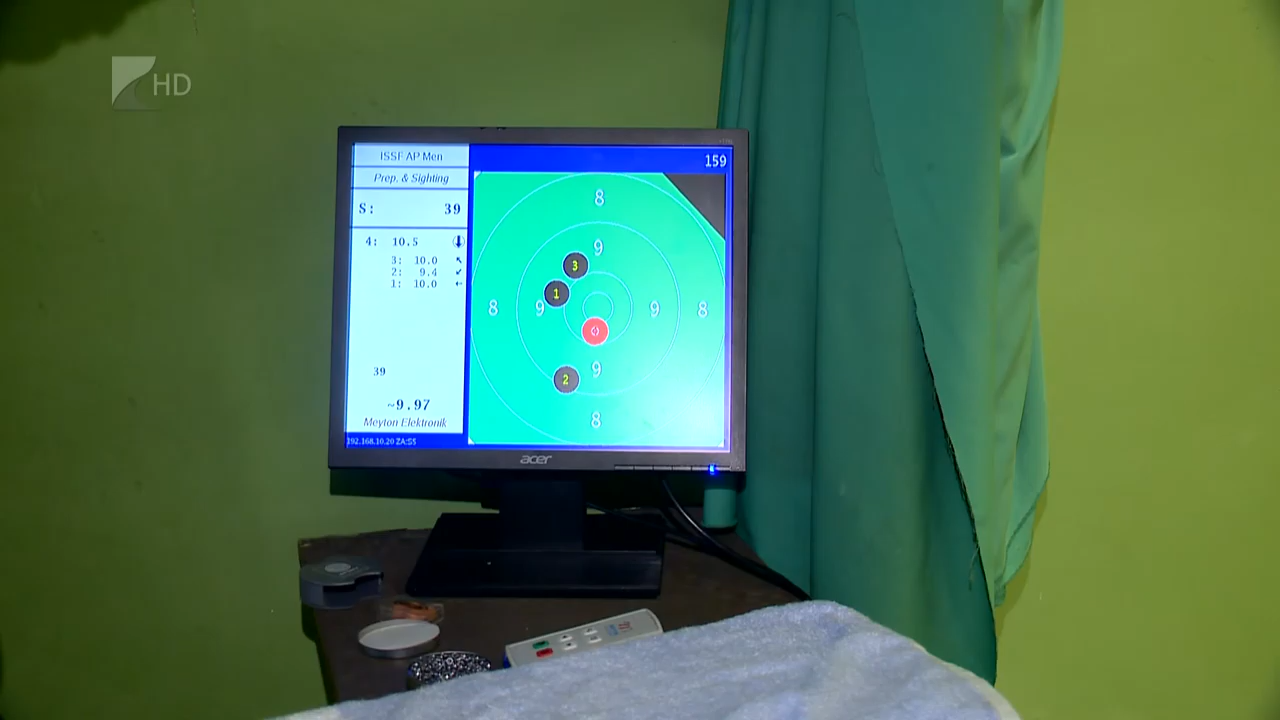 HD
ISSF AP Men
159
Prep. & Sighting
S: 39
4: 10.5
3: 10.0
2: 9.4
1: 10.0
39
~9.97
Meyton Elektronik
192.168.10.20 ZA:S5
8
9
3
1
8 9 9 8
2
9
8
acer